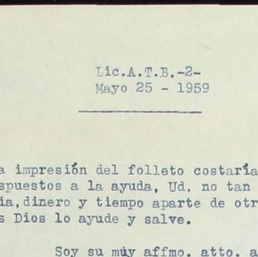 Lic.A.T.B.-2-
Mayo 25 - 1959
a impresión del folleto costaría
spuestos a la ayuda, Ud. no tan
ia,dinero y tiempo aparte de otr
s Dios lo ayude y salve.
Soy su múy affmo. atto. a